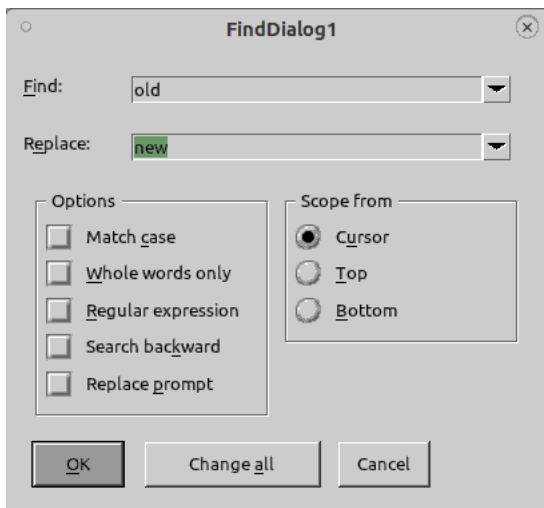 FindDialog1
Find:
old
Replace:
new
Options
Match case
Whole words only
Regular expression
Search backward
Replace prompt
Scope from
Cursor
Top
Bottom
OK
Change all
Cancel